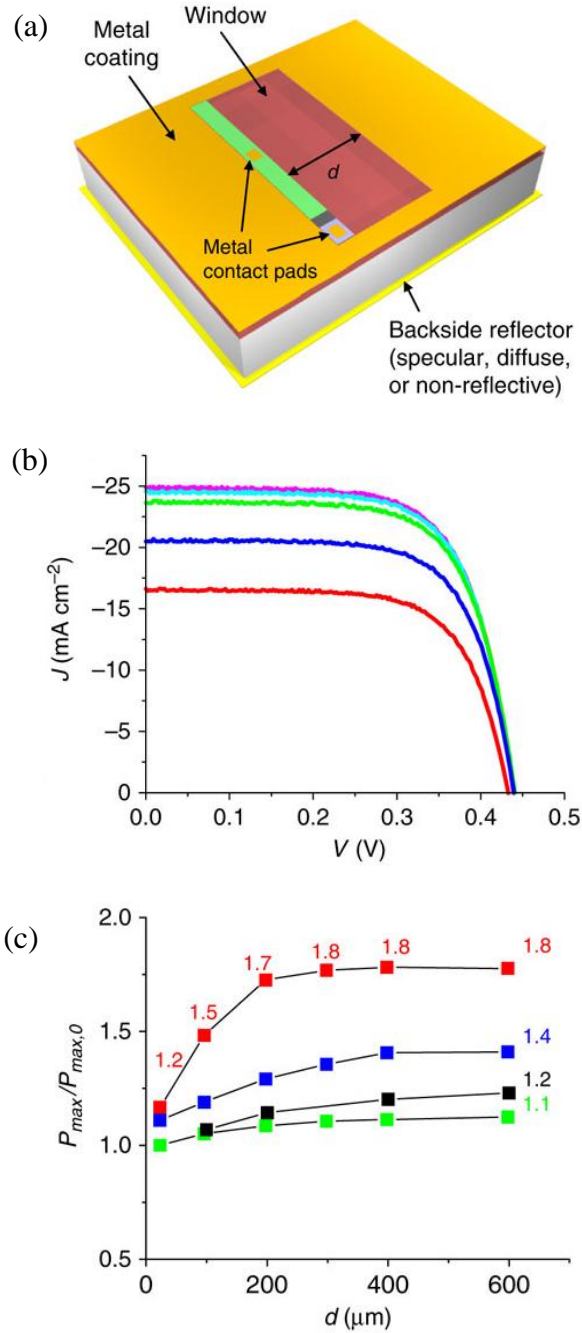 (a)
Metal
coating
Window
d
Metal
contact pads
Backside reflector
(specular, diffuse,
or non-reflective)
(b)
–25
–20
–15
–10
–5
0
J (mA cm⁻²)
0.0 0.1 0.2 0.3 0.4 0.5
V (V)
(c)
2.0
1.5
1.0
0.5
Pmax/Pmax,0
1.2
1.5
1.7
1.8
1.8
1.8
1.4
1.2
1.1
0 200 400 600
d (μm)